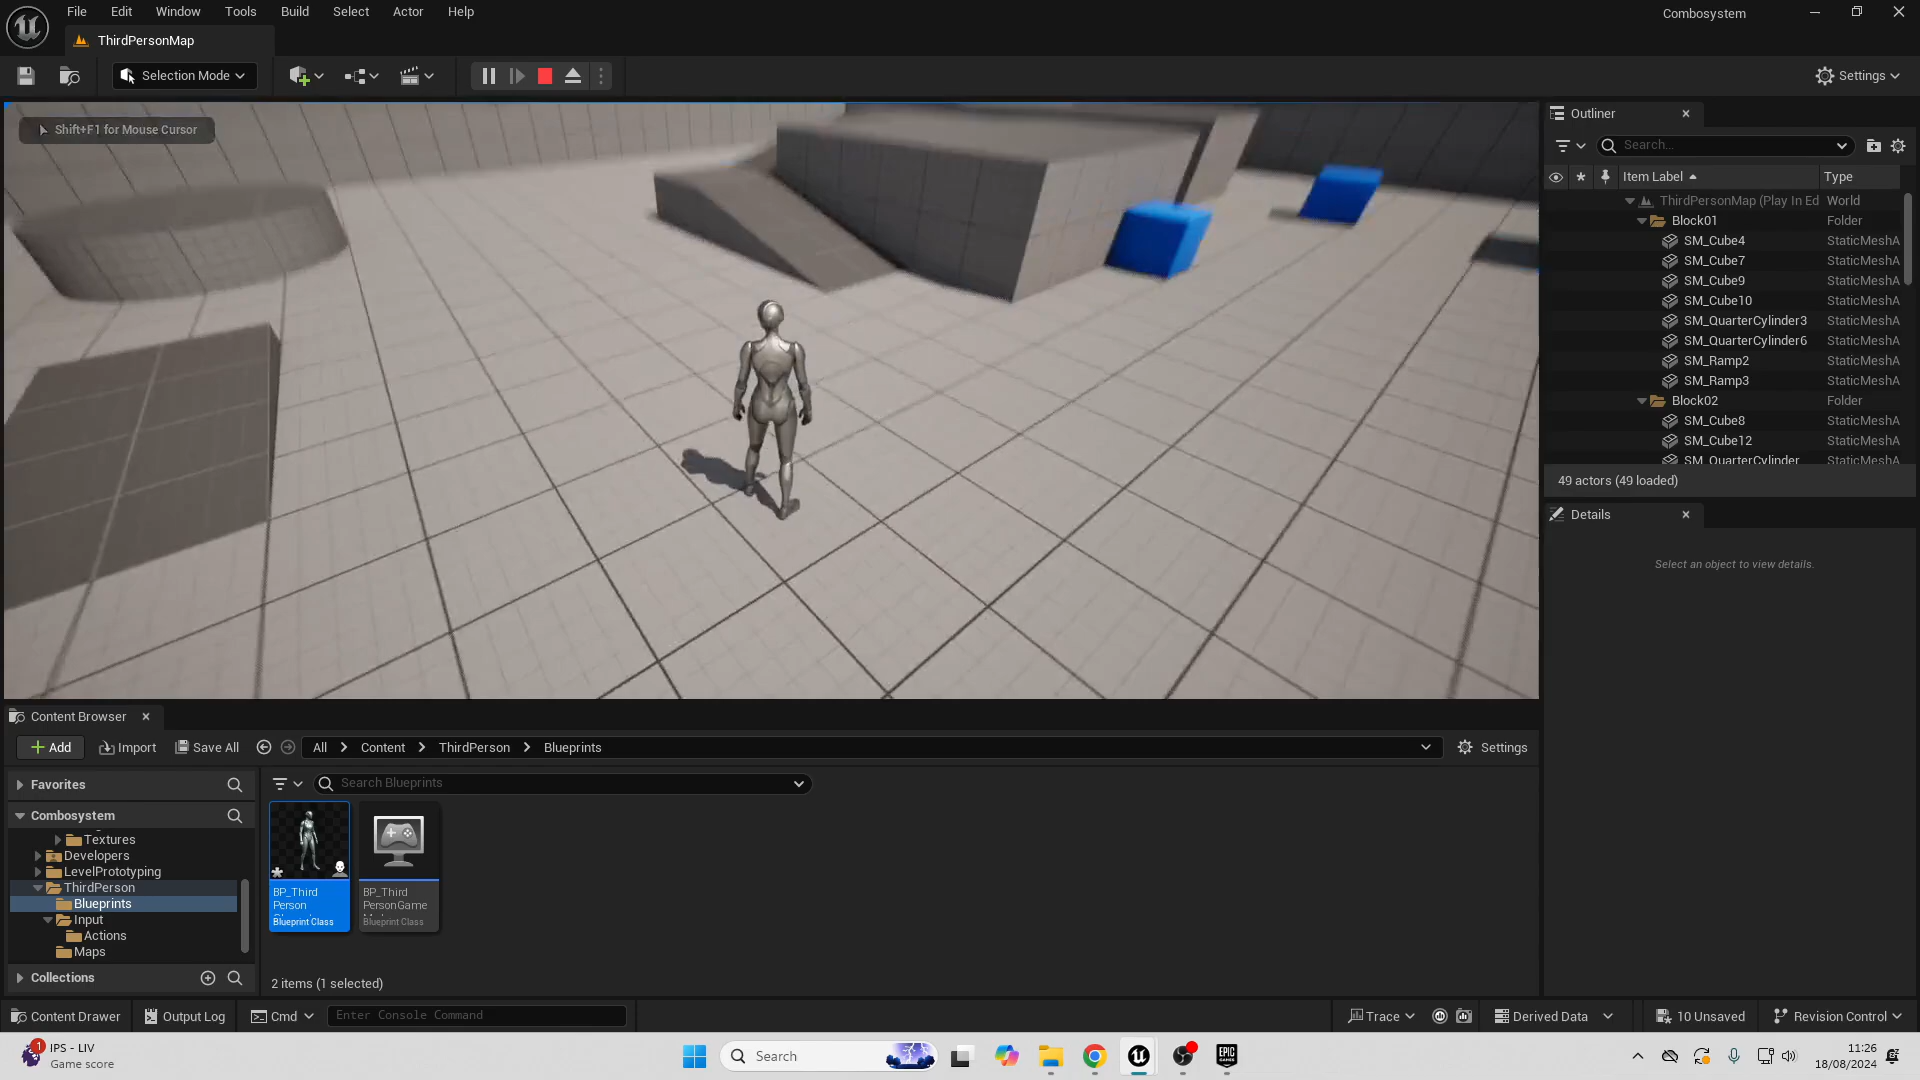 File Edit Window Tools Build Select Actor Help
Combosystem
ThirdPersonMap
Selection Mode
Settings
Shift+F1 for Mouse Cursor
Outliner
Search...
Item Label
Type
ThirdPersonMap (Play In Ed World
Block01 Folder
SM_Cube4 StaticMeshA
SM_Cube7 StaticMeshA
SM_Cube9 StaticMeshA
SM_Cube10 StaticMeshA
SM_QuarterCylinder3 StaticMeshA
SM_QuarterCylinder6 StaticMeshA
SM_Ramp2 StaticMeshA
SM_Ramp3 StaticMeshA
Block02 Folder
SM_Cube8 StaticMeshA
SM_Cube12 StaticMeshA
SM_QuarterCylinder StaticMeshA
49 actors (49 loaded)
Details
Select an object to view details.
Content Browser
Add Import Save All All Content ThirdPerson Blueprints Settings
Favorites
Search Blueprints
Combosystem
Textures
Developers
LevelPrototyping
ThirdPerson
Blueprints
Input
Actions
Maps
Collections
BP_Third
Person
Blueprint Class
BP_Third
PersonGame
Blueprint Class
2 items (1 selected)
Content Drawer Output Log Cmd Enter Console Command Trace Derived Data 10 Unsaved Revision Control
1
IPS - LIV
Game score
Search
EPIC
GAMES
11:26
18/08/2024